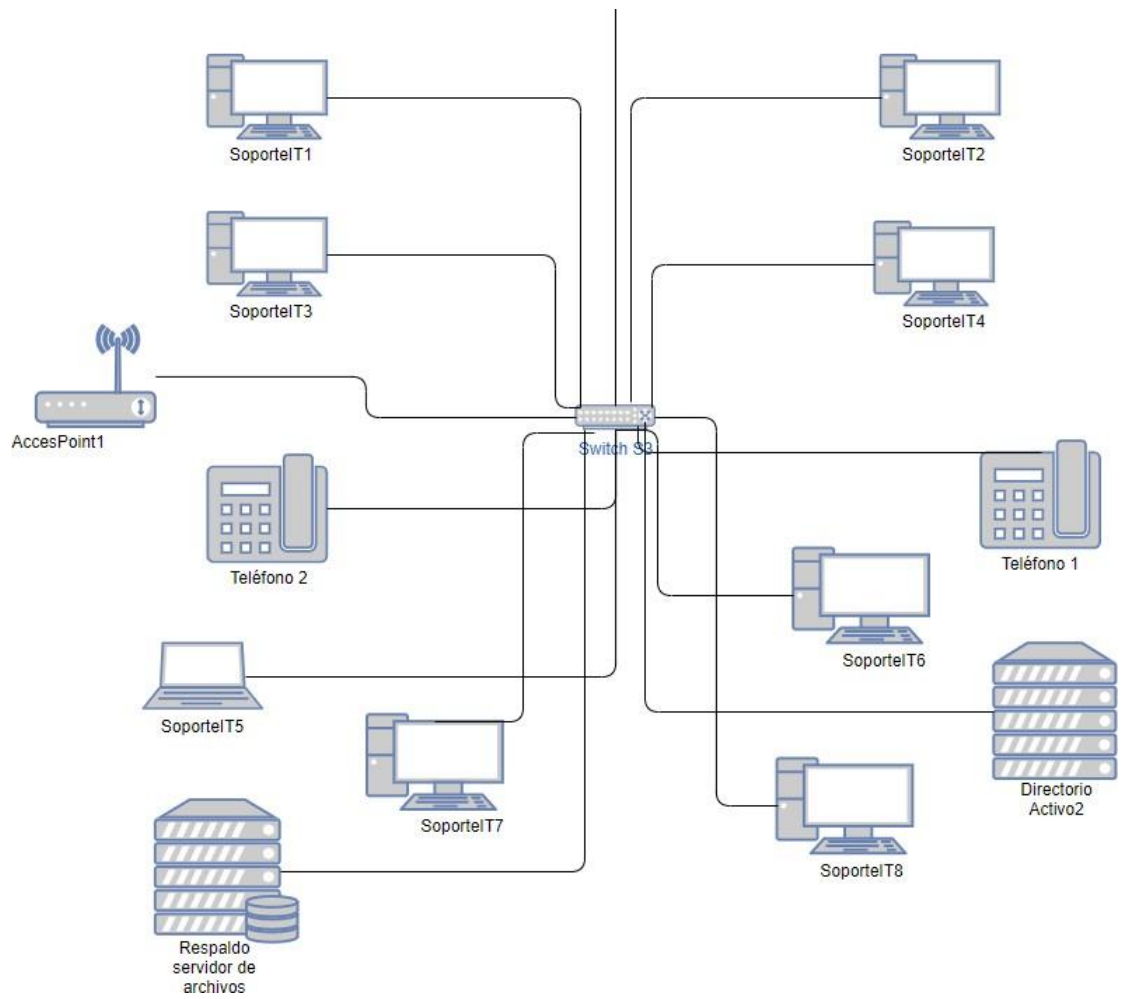 SoporteIT1
SoporteIT2
SoporteIT3
SoporteIT4
AccesPoint1
Switch S3
Teléfono 2
Teléfono 1
SoporteIT6
SoporteIT5
Directorio
Activo2
SoporteIT7
SoporteIT8
Respaldo
servidor de
archivos